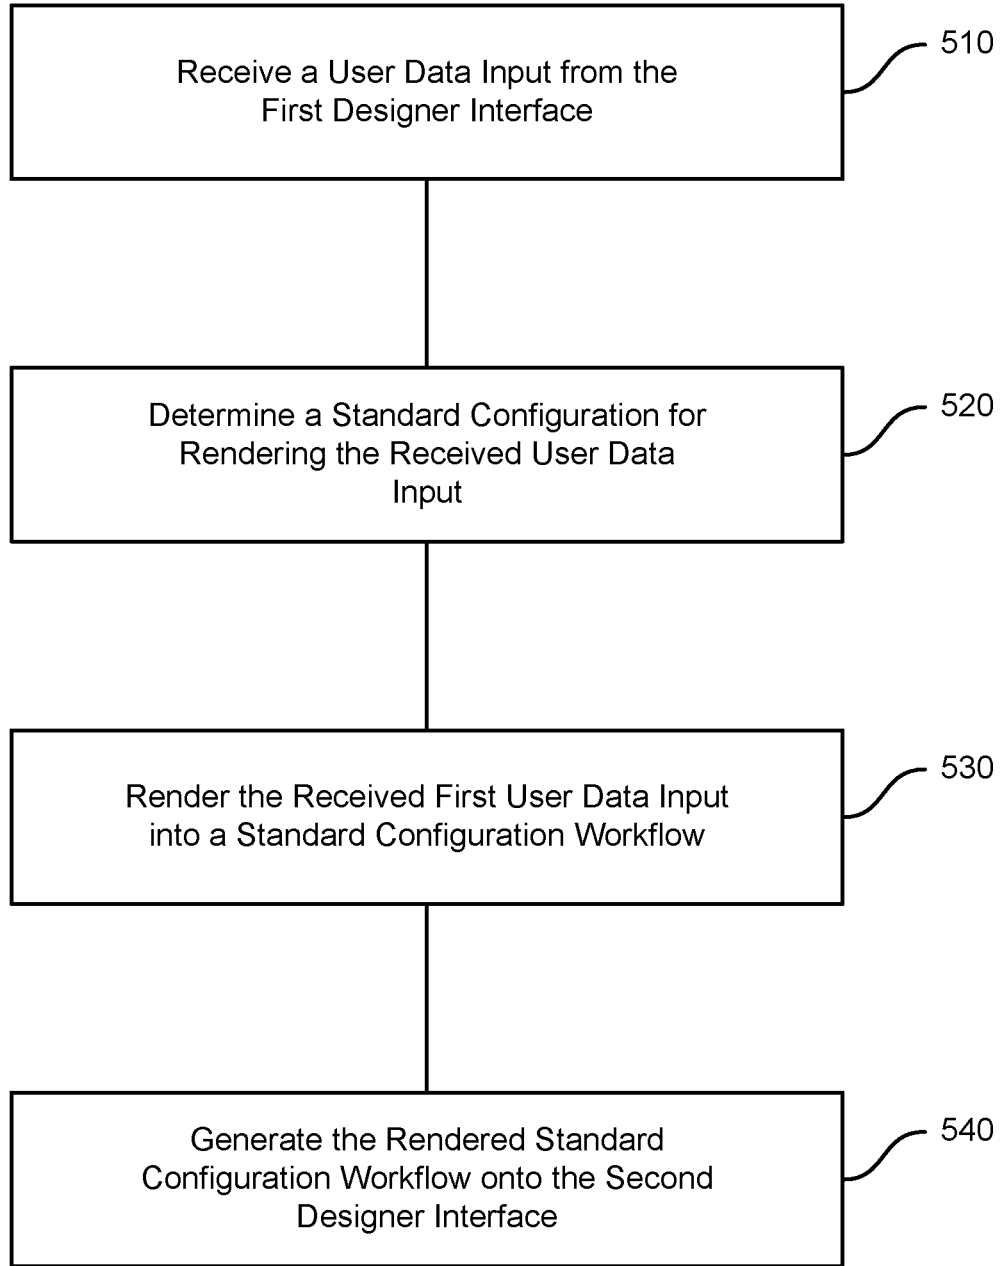 510
Receive a User Data Input from the
First Designer Interface
520
Determine a Standard Configuration for
Rendering the Received User Data
Input
530
Render the Received First User Data Input
into a Standard Configuration Workflow
540
Generate the Rendered Standard
Configuration Workflow onto the Second
Designer Interface